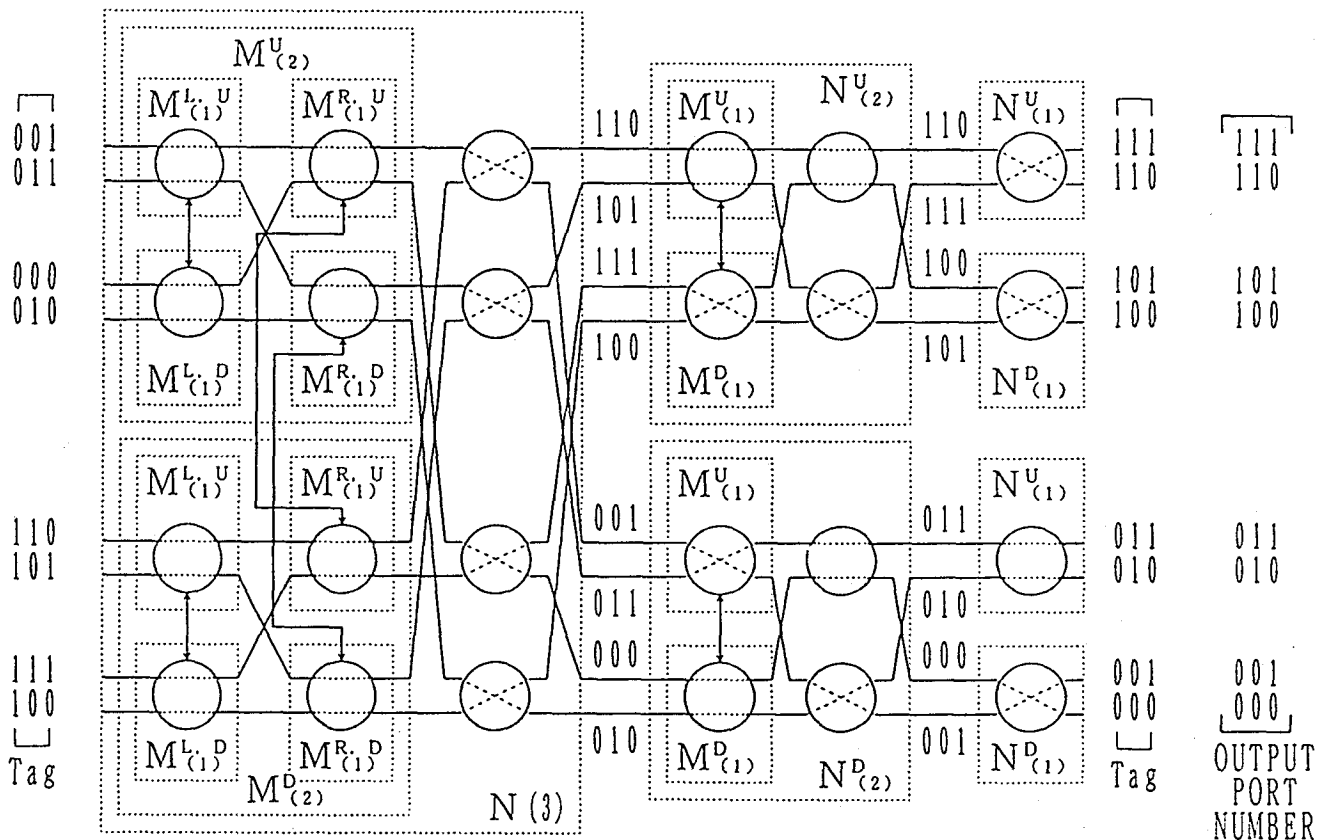 M^U_(2)
N^U_(2)
M^L.U_(1) M^R.U_(1) M^U_(1) N^U_(1)
001 110 110 111 111
011 110 110
101 111
111 100
000 101 101
010 100 100
100 101
M^L.D_(1) M^R.D_(1) M^D_(1) N^D_(1)
M^L.U_(1) M^R.U_(1) M^U_(1) N^U_(1)
001 011
110 011 011
101 010 010
011 010
000 000
111 001 001
100 000 000
010 001
M^L.D_(1) M^R.D_(1) M^D_(1) N^D_(1)
Tag Tag
M^D_(2) N^D_(2)
N(3)
OUTPUT
PORT
NUMBER